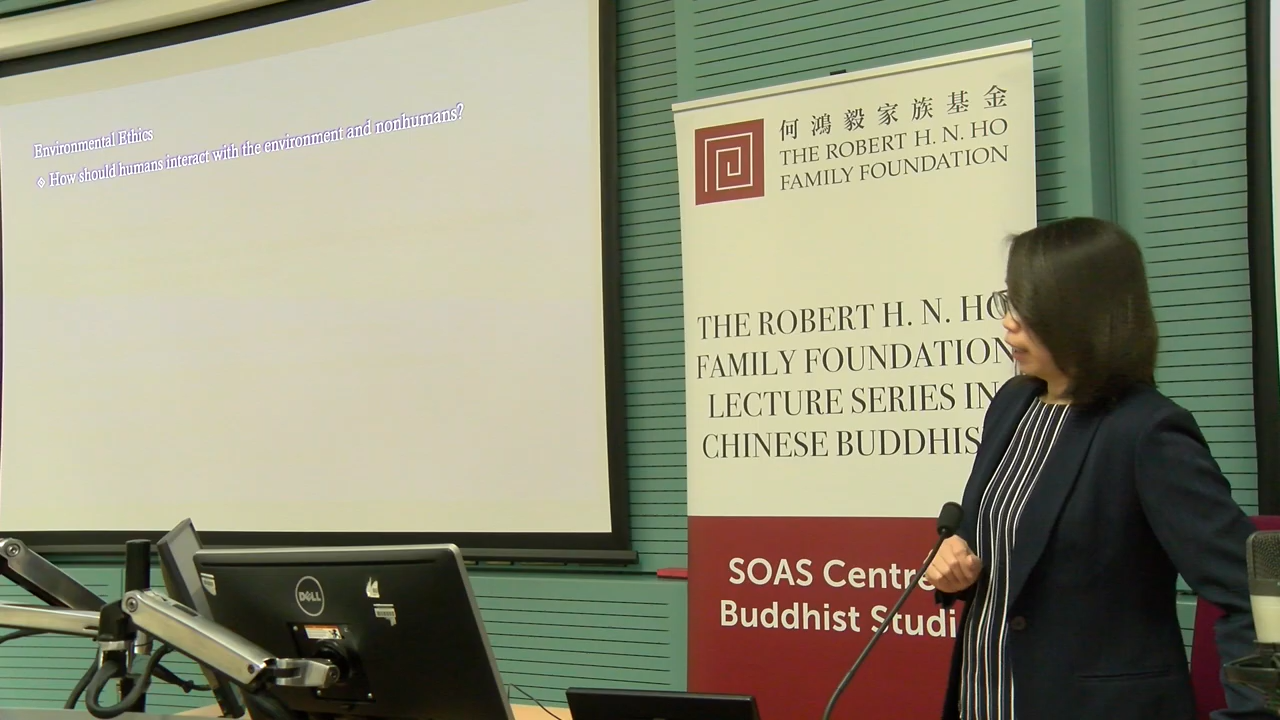 Environmental Ethics
How should humans interact with the environment and nonhumans?
何鴻毅家族基金
THE ROBERT H. N. HO
FAMILY FOUNDATION
THE ROBERT H. N. HO
FAMILY FOUNDATION
LECTURE SERIES IN
CHINESE BUDDHIS
SOAS Centre
Buddhist Studi
DELL